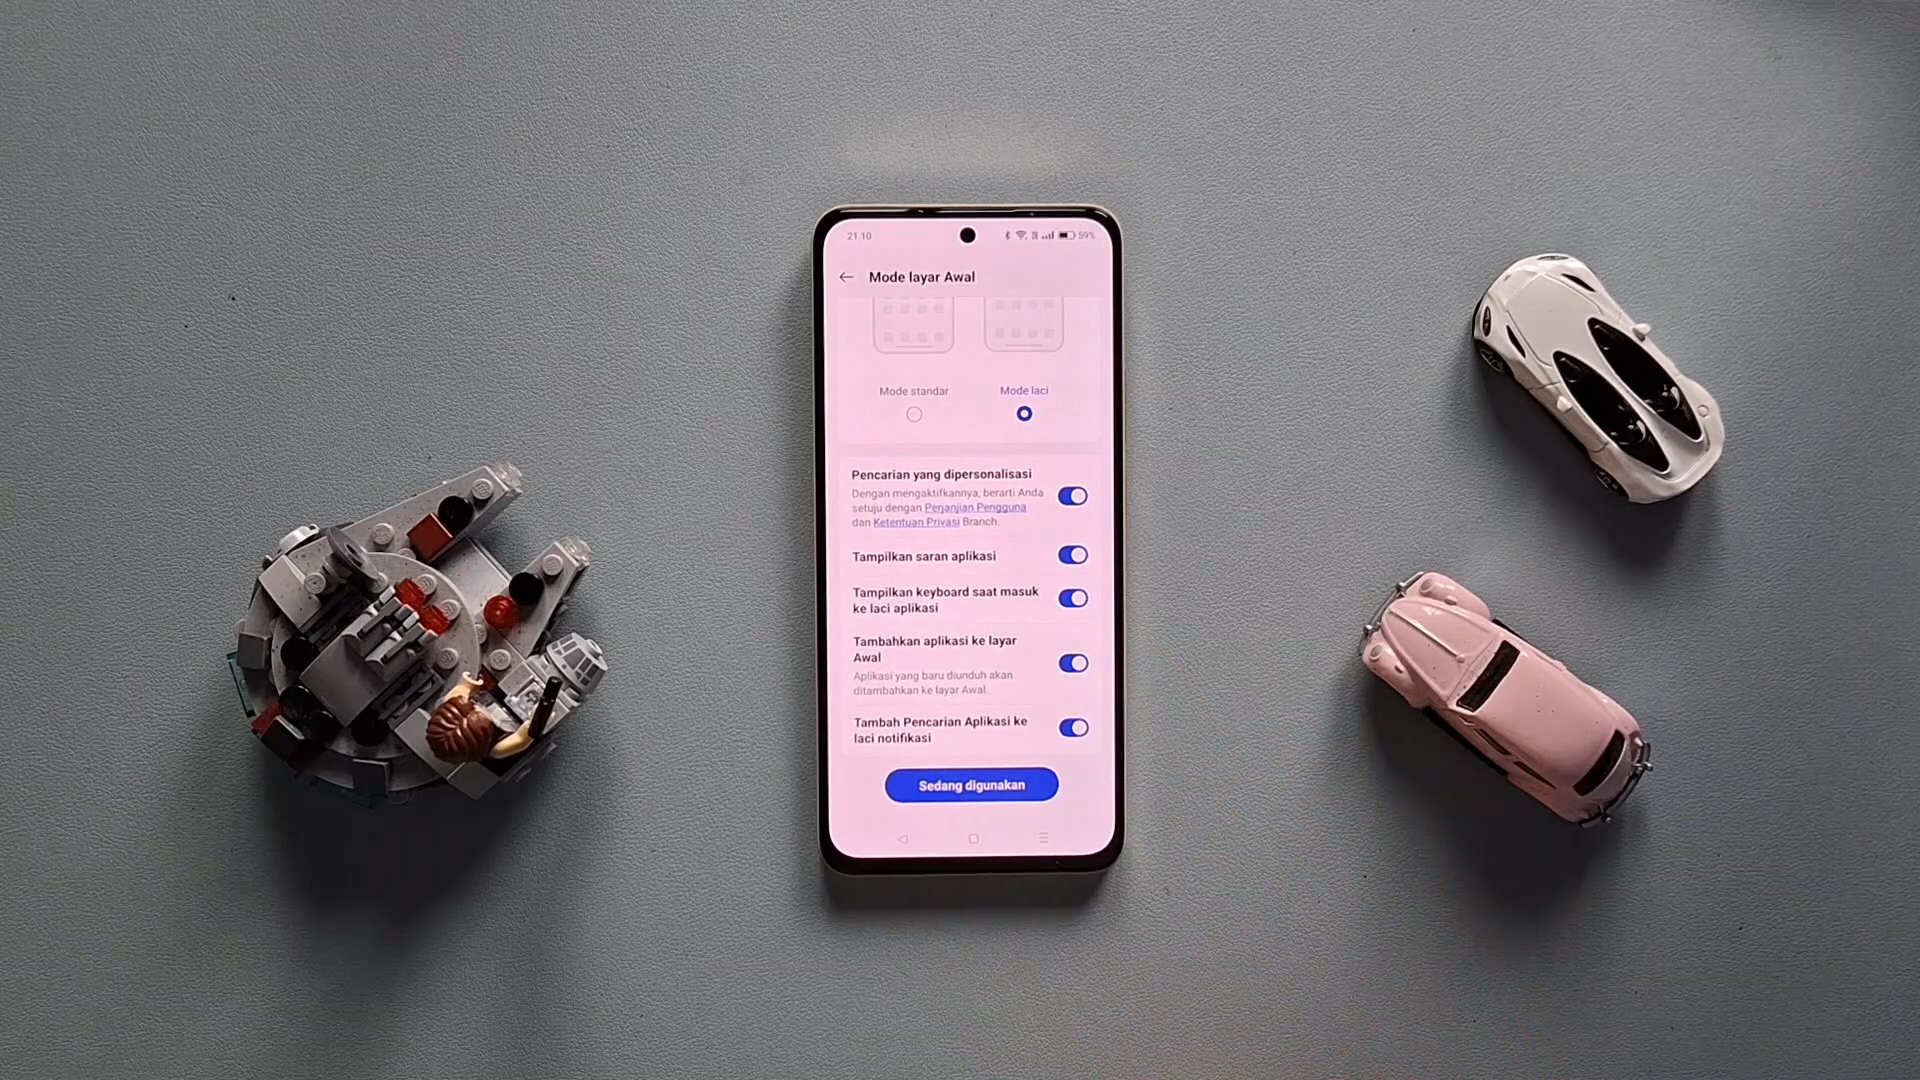 21.10
59%
Mode layar Awal
Mode standar
Mode laci
Pencarian yang dipersonalisasi
Dengan mengaktifkannya, berarti Anda
setuju dengan Perjanjian Pengguna
dan Ketentuan Privasi Branch.
Tampilkan saran aplikasi
Tampilkan keyboard saat masuk
ke laci aplikasi
Tambahkan aplikasi ke layar
Awal
Aplikasi yang baru diunduh akan
ditambahkan ke layar Awal.
Tambah Pencarian Aplikasi ke
laci notifikasi
Sedang digunakan